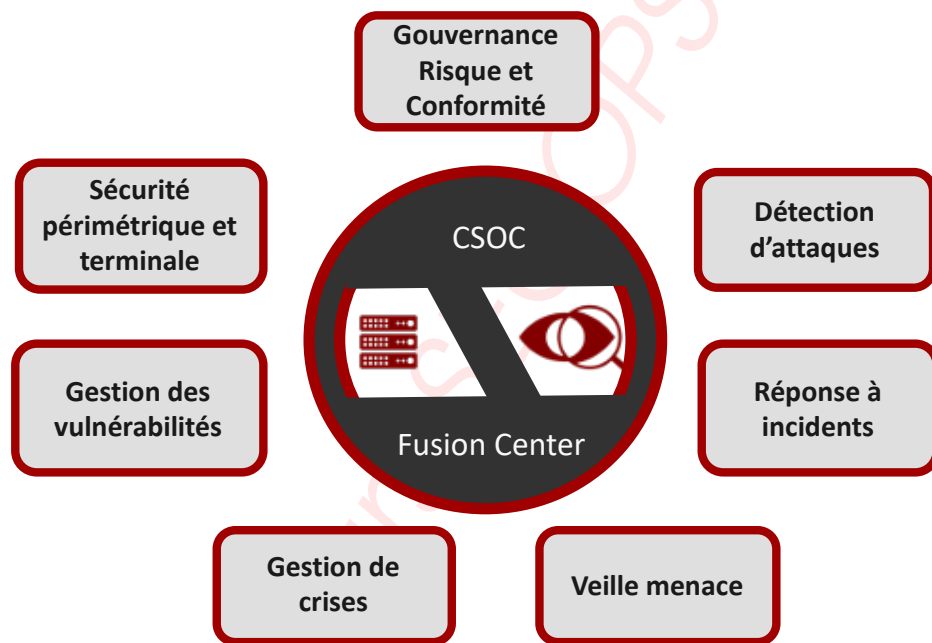 Gouvernance
Risque et
Conformité
Sécurité
périmétrique et
terminale
CSOC
Détection
d’attaques
Gestion des
vulnérabilités
Fusion Center
Réponse à
incidents
Gestion de
crises
Veille menace